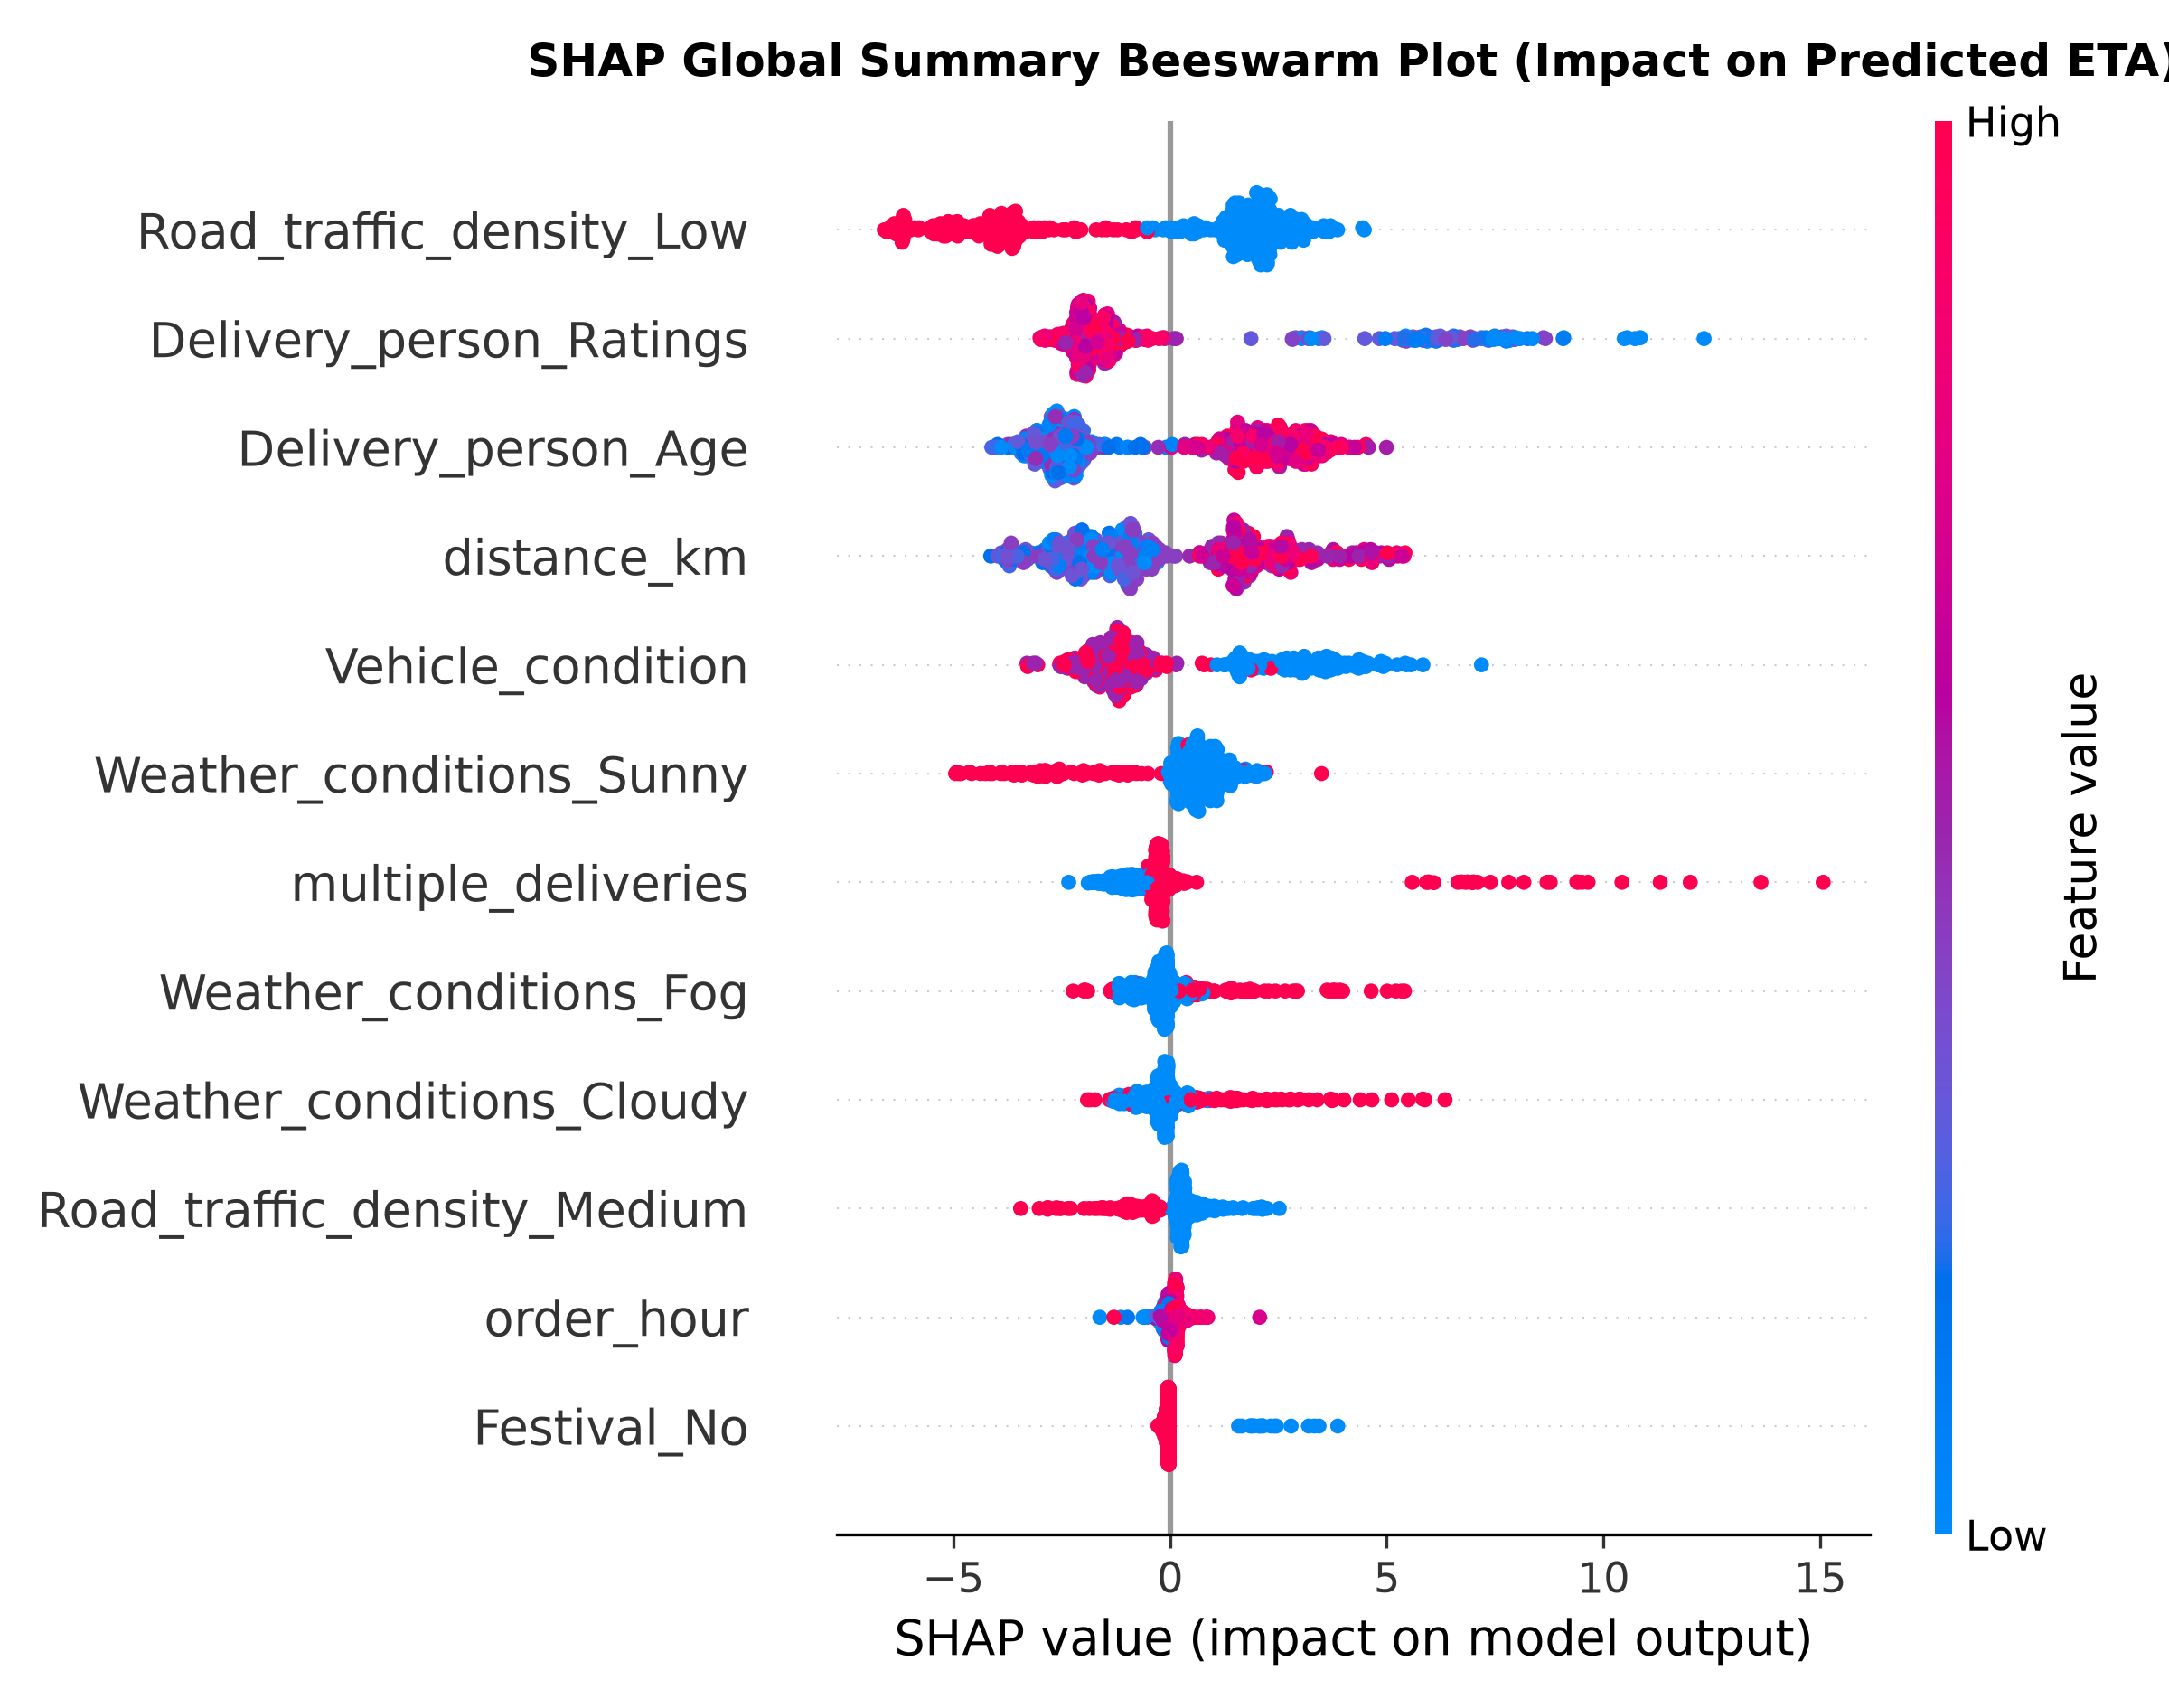 SHAP Global Summary Beeswarm Plot (Impact on Predicted ETA)
High
Road_traffic_density_Low
Delivery_person_Ratings
Delivery_person_Age
distance_km
Vehicle_condition
Weather_conditions_Sunny
multiple_deliveries
Weather_conditions_Fog
Weather_conditions_Cloudy
Road_traffic_density_Medium
order_hour
Festival_No
Feature value
Low
−5 0 5 10 15
SHAP value (impact on model output)